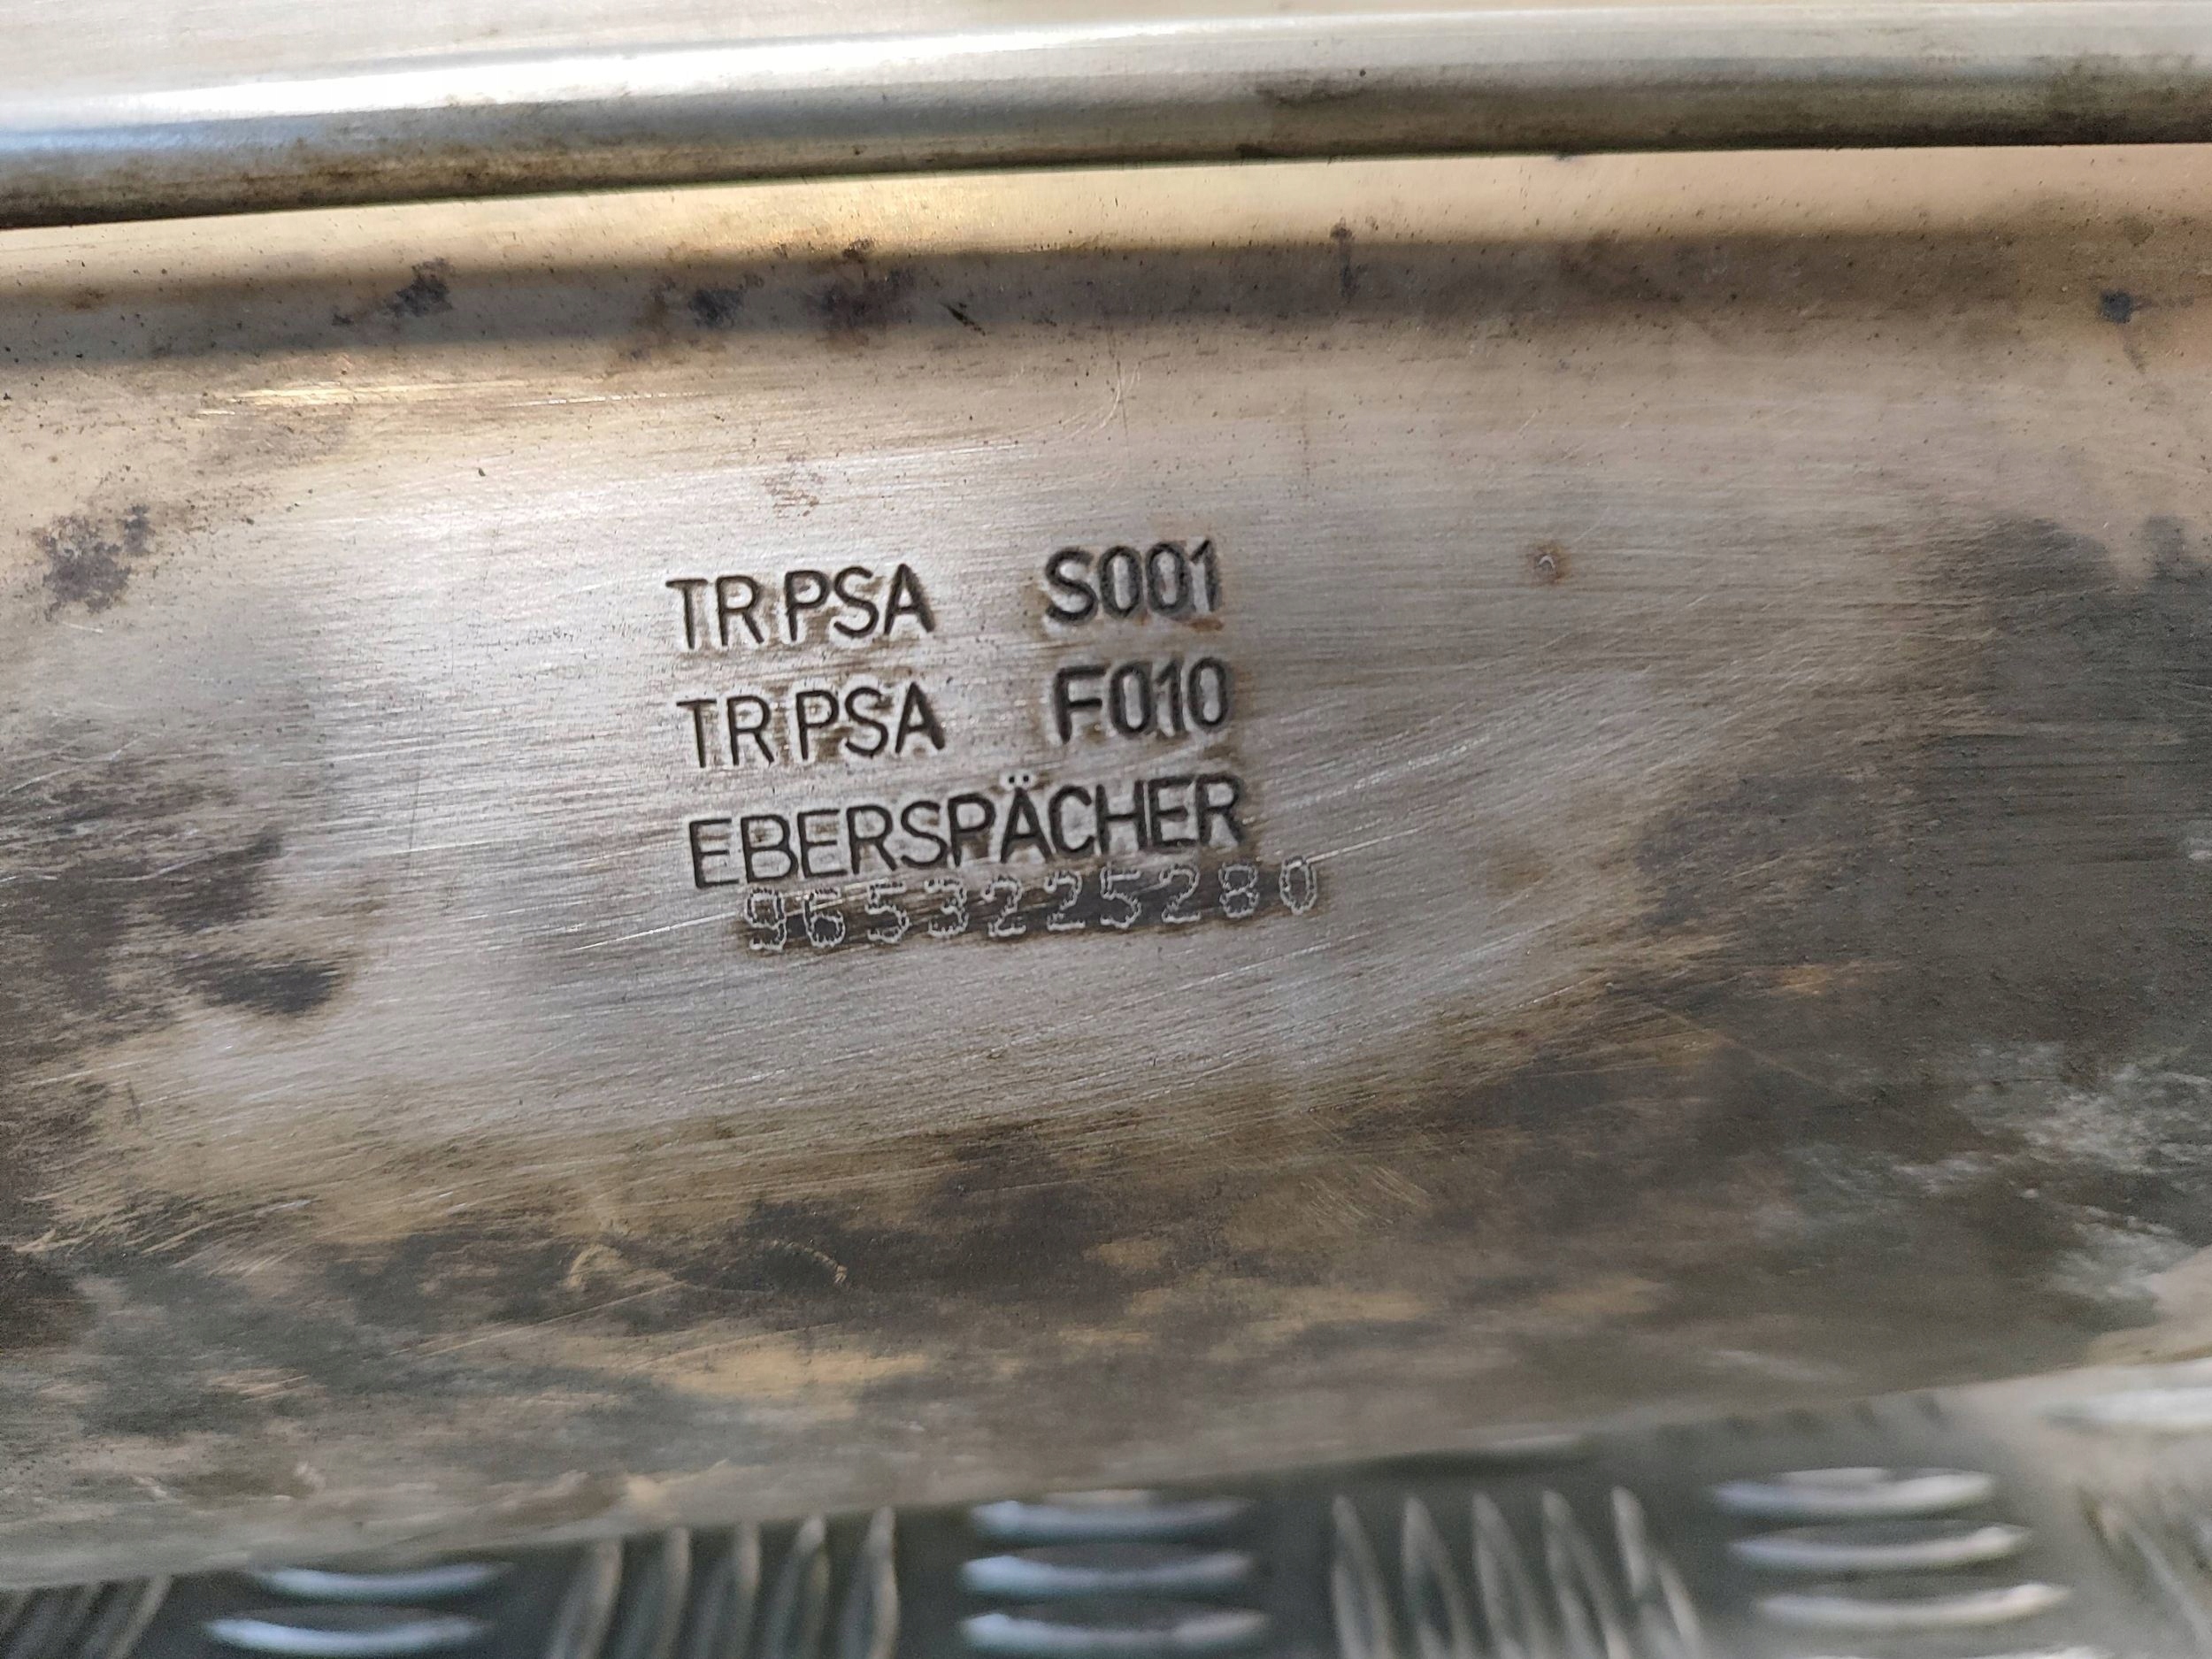 TR PSA S001
TR PSA F010
EBERSPÄCHER
9653225280